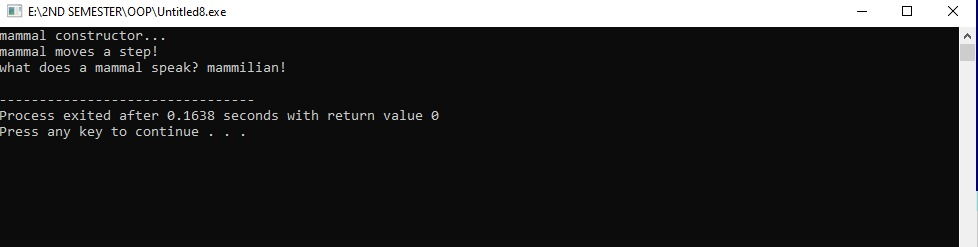 E:\2ND SEMESTER\OOP\Untitled8.exe
mammal constructor...
mammal moves a step!
what does a mammal speak? mammilian!
--------------------------------
Process exited after 0.1638 seconds with return value 0
Press any key to continue . . .